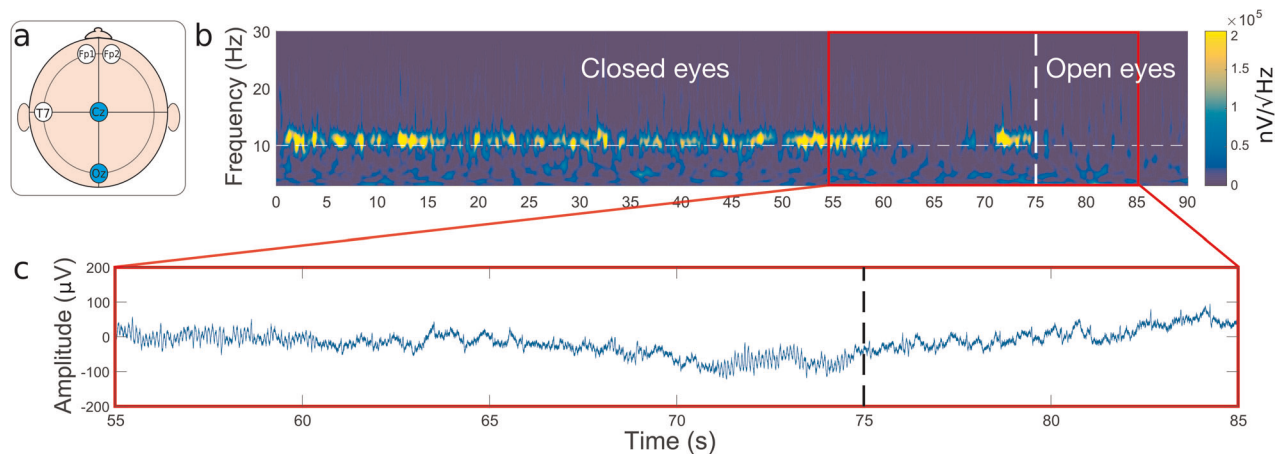 a
Fp1 Fp2
T7 Cz
Oz
b
Frequency (Hz)
30
20
10
Closed eyes
Open eyes
0 5 10 15 20 25 30 35 40 45 50 55 60 65 70 75 80 85 90
× 10⁵
2
1.5
1
0.5
0
nV/√Hz
c
Amplitude (µV)
200
100
0
-100
-200
55 60 65 70 75 80 85
Time (s)